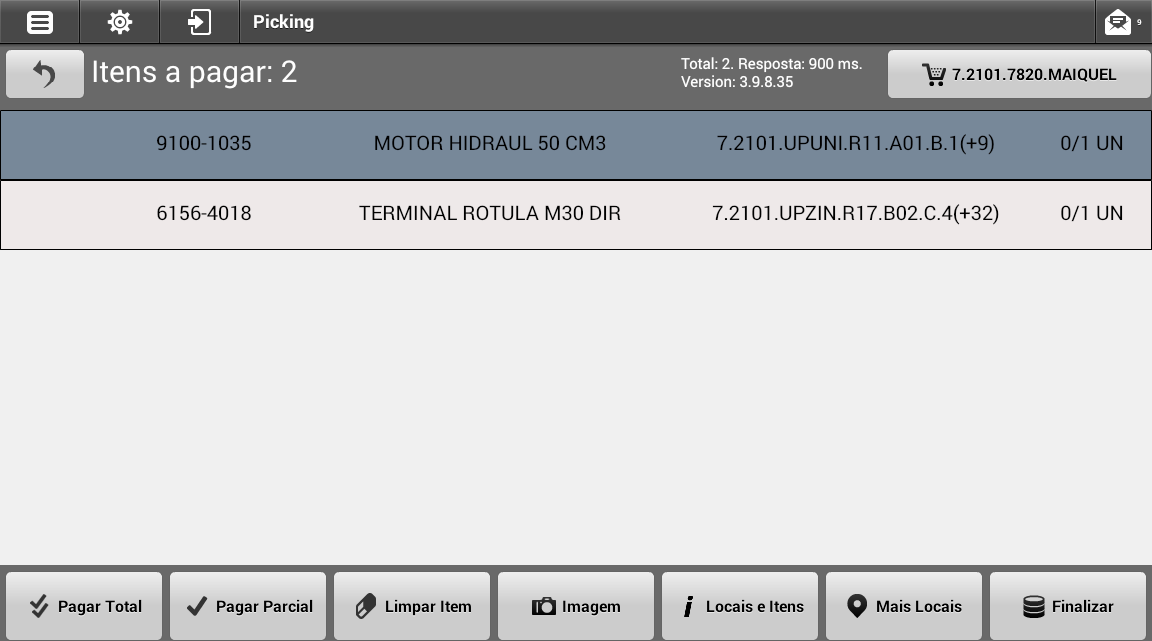 Picking
9
Itens a pagar: 2
Total: 2. Resposta: 900 ms.
Version: 3.9.8.35
7.2101.7820.MAIQUEL
9100-1035 MOTOR HIDRAUL 50 CM3 7.2101.UPUNI.R11.A01.B.1(+9) 0/1 UN
6156-4018 TERMINAL ROTULA M30 DIR 7.2101.UPZIN.R17.B02.C.4(+32) 0/1 UN
Pagar Total Pagar Parcial Limpar Item Imagem Locais e Itens Mais Locais Finalizar